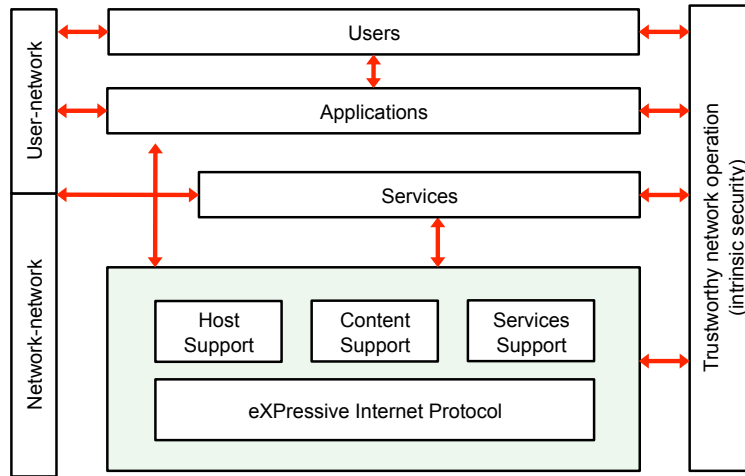 Users
Applications
Services
Host
Support
Content
Support
Services
Support
eXPressive Internet Protocol
User-network
Network-network
Trustworthy network operation
(intrinsic security)